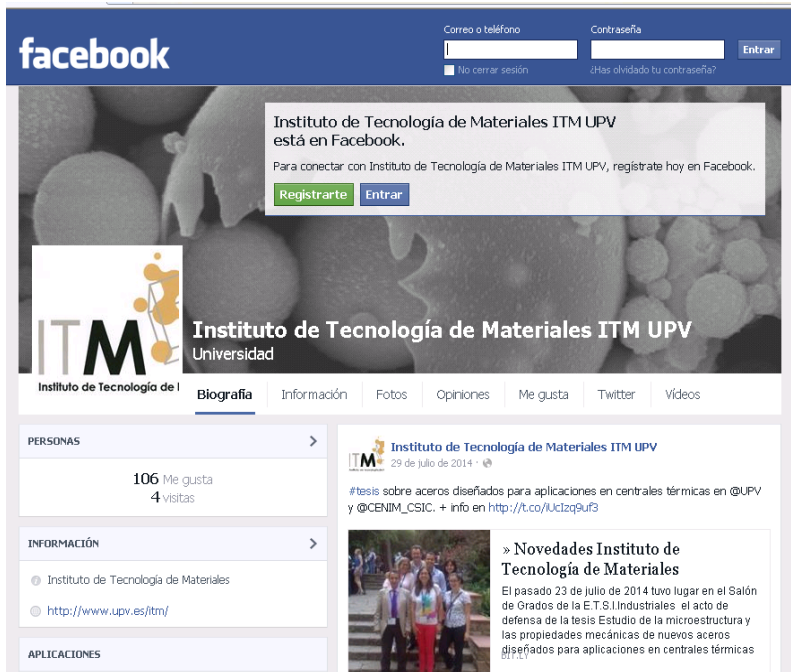 facebook
Correo o teléfono
Contraseña
Entrar
No cerrar sesión
¿Has olvidado tu contraseña?
Instituto de Tecnología de Materiales ITM UPV
está en Facebook.
Para conectar con Instituto de Tecnología de Materiales ITM UPV, regístrate hoy en Facebook.
Registrarte
Entrar
ITM
Instituto de Tecnología de
Instituto de Tecnología de Materiales ITM UPV
Universidad
Biografía
Información
Fotos
Opiniones
Me gusta
Twitter
Vídeos
PERSONAS
106 Me gusta
4 visitas
INFORMACIÓN
Instituto de Tecnología de Materiales
http://www.upv.es/itm/
APLICACIONES
ITM
Instituto de Tecnología de Materiales ITM UPV
29 de julio de 2014 ·
#tesis sobre aceros diseñados para aplicaciones en centrales térmicas en @UPV
y @CENIM_CSIC. + info en http://t.co/iUcIzq9uf3
» Novedades Instituto de
Tecnología de Materiales
El pasado 23 de julio de 2014 tuvo lugar en el Salón
de Grados de la E.T.S.I.Industriales el acto de
defensa de la tesis Estudio de la microestructura y
las propiedades mecánicas de nuevos aceros
diseñados para aplicaciones en centrales térmicas
BIT.LY